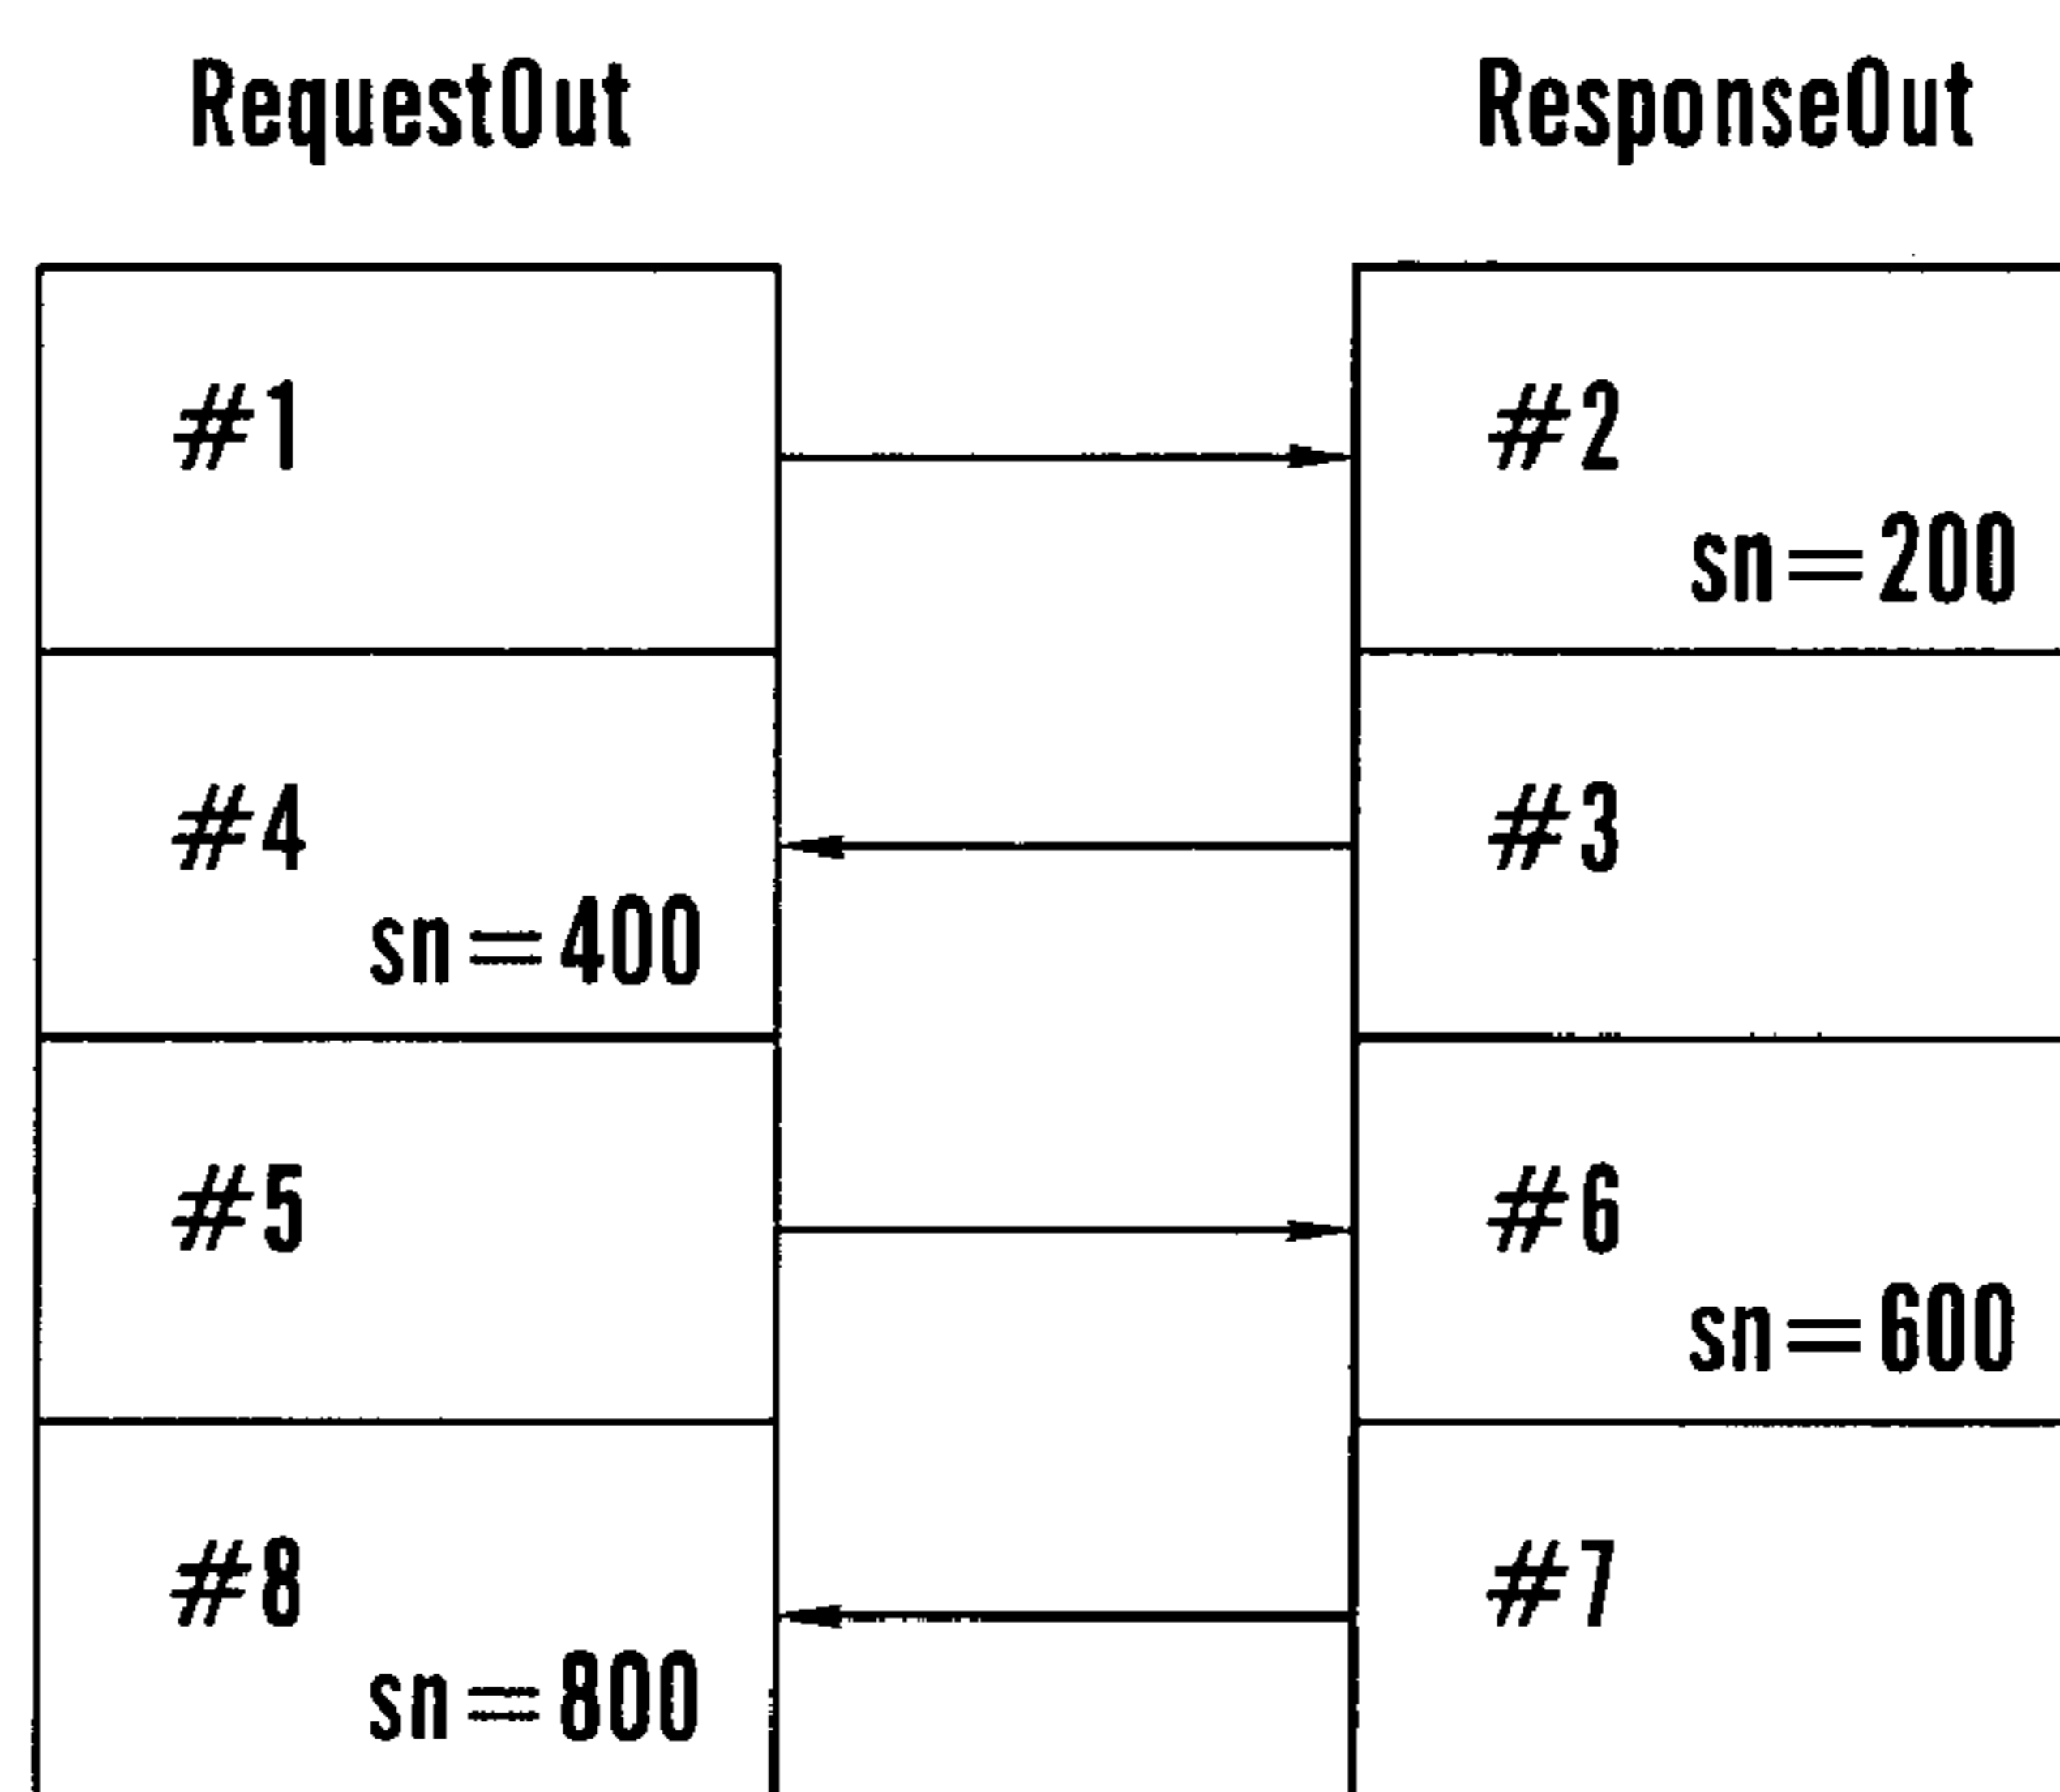 RequestOut
ResponseOut
#1
#2
sn=200
#4
sn=400
#3
#5
#6
sn=600
#8
sn=800
#7